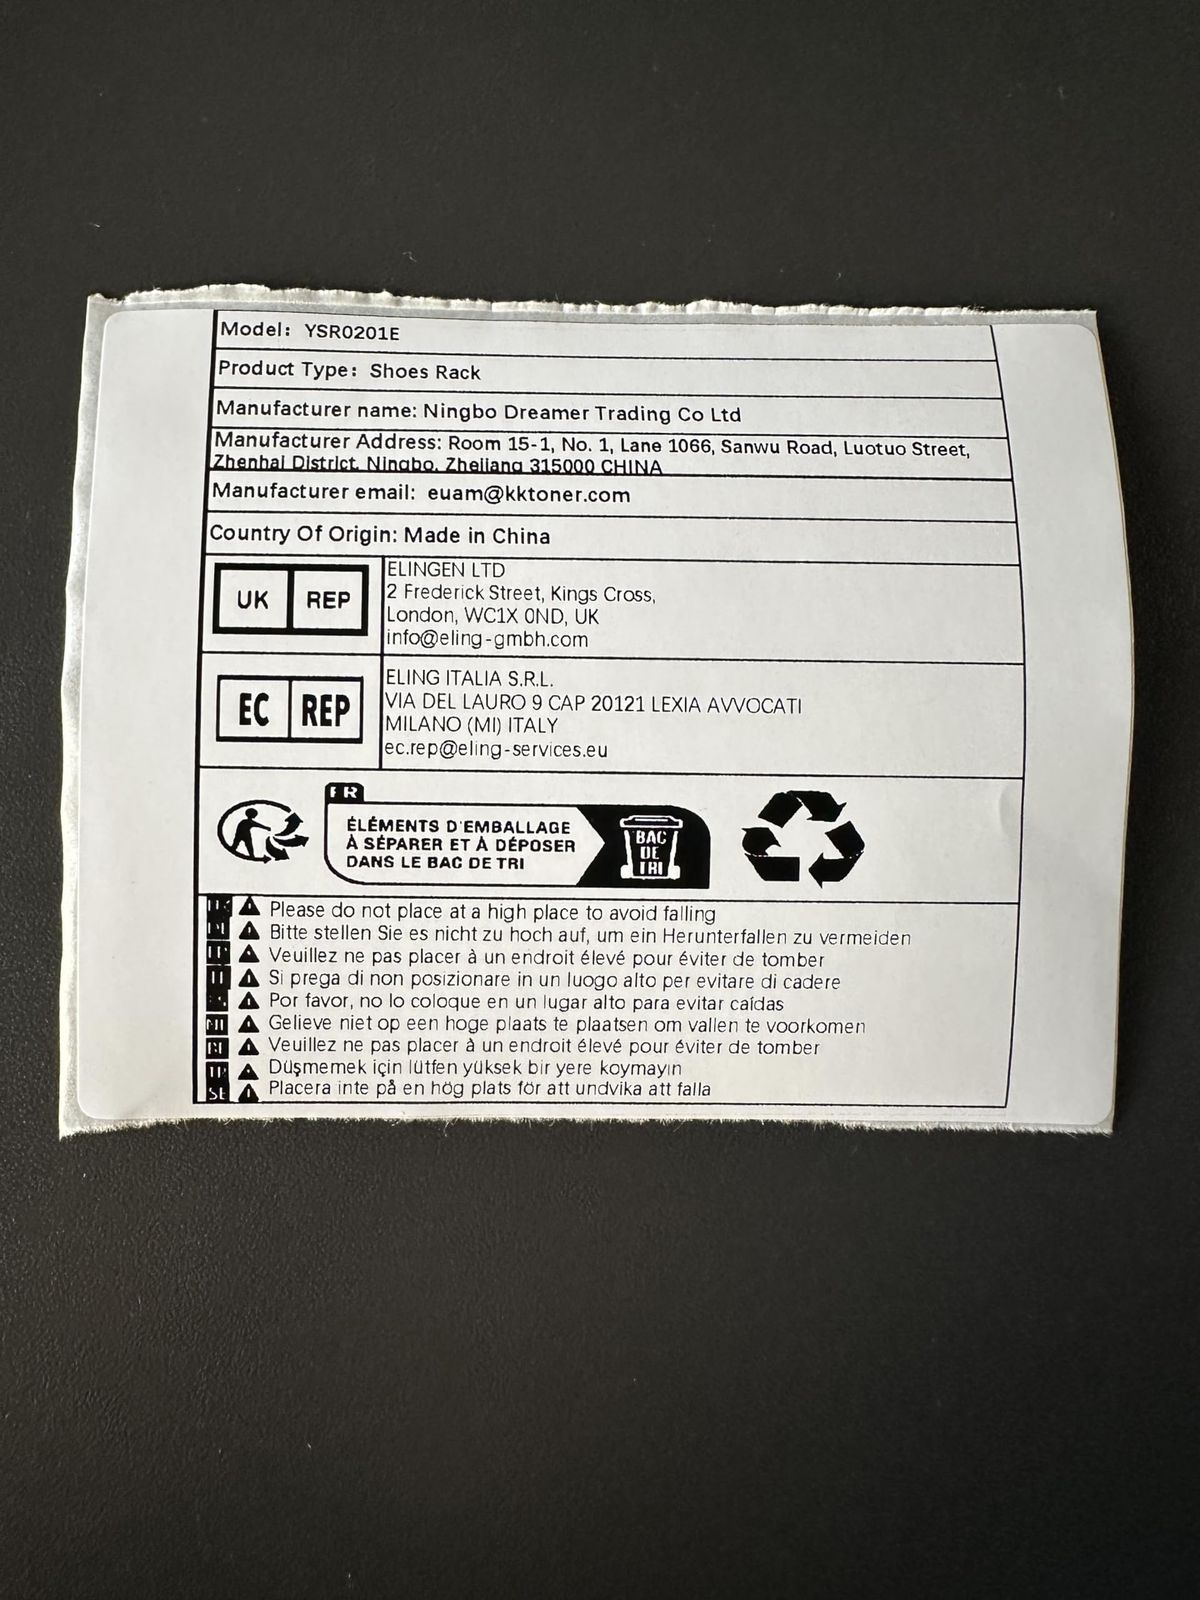 Model: YSR0201E
Product Type: Shoes Rack
Manufacturer name: Ningbo Dreamer Trading Co Ltd
Manufacturer Address: Room 15-1, No. 1, Lane 1066, Sanwu Road, Luotuo Street,
Zhenhai District, Ningbo, Zhejiang 315000 CHINA
Manufacturer email: euam@kktoner.com
Country Of Origin: Made in China
UK REP
ELINGEN LTD
2 Frederick Street, Kings Cross,
London, WC1X 0ND, UK
info@eling-gmbh.com
EC REP
ELING ITALIA S.R.L.
VIA DEL LAURO 9 CAP 20121 LEXIA AVVOCATI
MILANO (MI) ITALY
ec.rep@eling-services.eu
FR
ÉLÉMENTS D'EMBALLAGE
À SÉPARER ET À DÉPOSER
DANS LE BAC DE TRI
BAC
DE
TRI
Please do not place at a high place to avoid falling
Bitte stellen Sie es nicht zu hoch auf, um ein Herunterfallen zu vermeiden
Veuillez ne pas placer à un endroit élevé pour éviter de tomber
Si prega di non posizionare in un luogo alto per evitare di cadere
Por favor, no lo coloque en un lugar alto para evitar caídas
Gelieve niet op een hoge plaats te plaatsen om vallen te voorkomen
Veuillez ne pas placer à un endroit élevé pour éviter de tomber
Düşmemek için lütfen yüksek bir yere koymayın
SE Placera inte på en hög plats för att undvika att falla